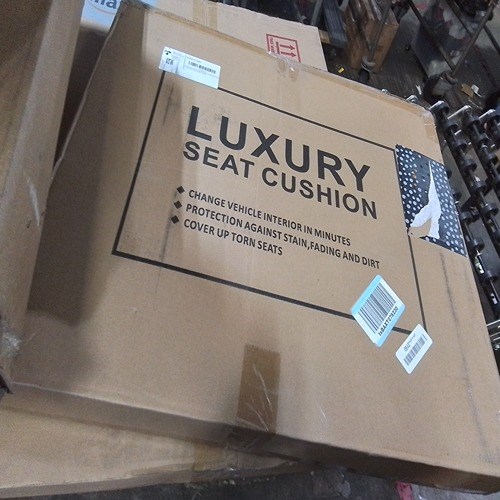 LUXURY
SEAT CUSHION
CHANGE VEHICLE INTERIOR IN MINUTES
PROTECTION AGAINST STAIN,FADING AND DIRT
COVER UP TORN SEATS